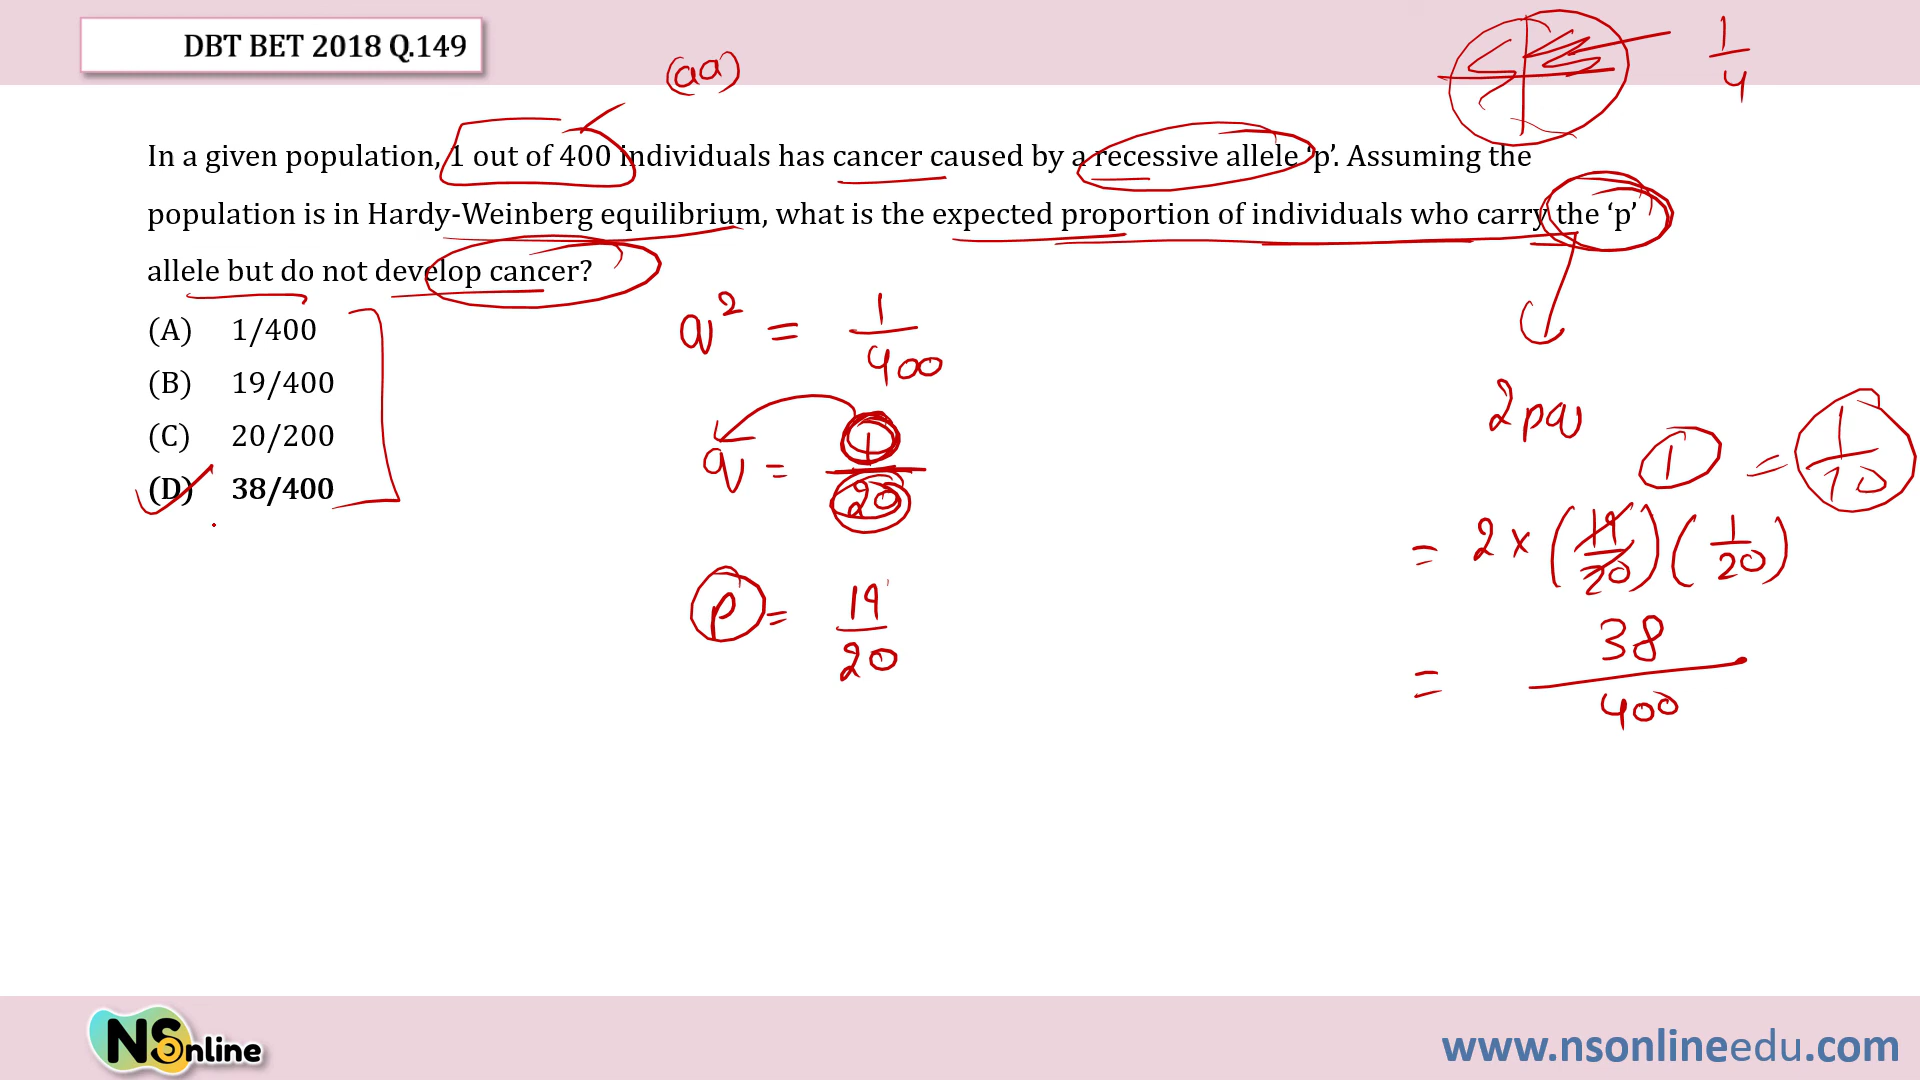 DBT BET 2018 Q.149
(aa)
1/4
In a given population, 1 out of 400 individuals has cancer caused by a recessive allele 'p'. Assuming the
population is in Hardy-Weinberg equilibrium, what is the expected proportion of individuals who carry the 'p'
allele but do not develop cancer?
(A) 1/400
(B) 19/400
(C) 20/200
(D) 38/400
q² = 1/400
q = 1/20
p = 19/20
2pq
1 = 1/10
= 2 × (19/20) (1/20)
= 38/400
NSOnline
www.nsonlineedu.com